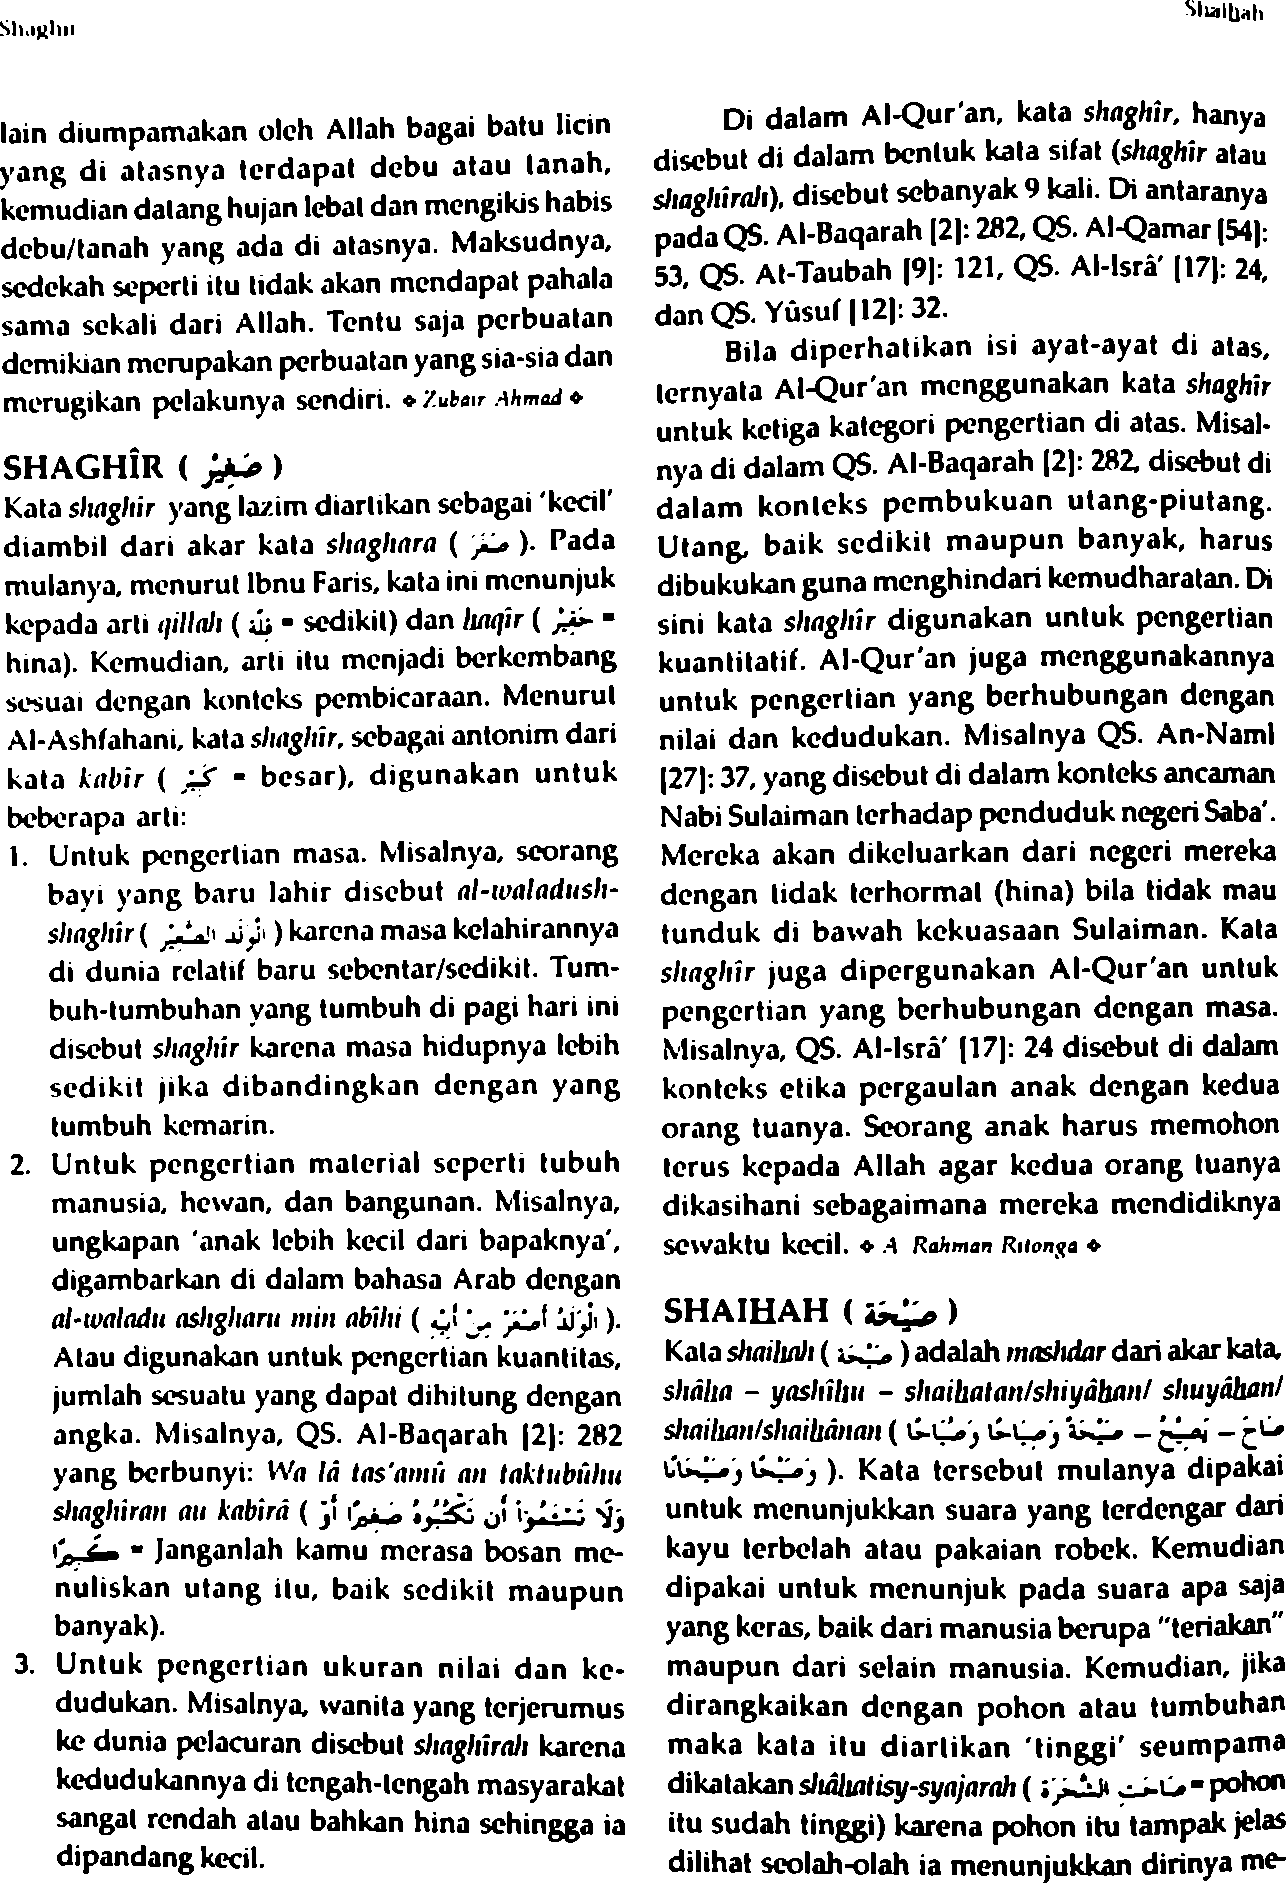 Shaghîr
Shaiḫah
lain diumpamakan oleh Allah bagai batu licin
yang di atasnya terdapat debu atau tanah,
kemudian datang hujan lebat dan mengikis habis
debu/tanah yang ada di atasnya. Maksudnya,
sedekah seperti itu tidak akan mendapat pahala
sama sekali dari Allah. Tentu saja perbuatan
demikian merupakan perbuatan yang sia-sia dan
merugikan pelakunya sendiri. ❖ Zubair Ahmad ❖
SHAGHÎR ( صَغِيْرٌ )
Kata shaghîr yang lazim diartikan sebagai 'kecil'
diambil dari akar kata shaghara ( صَغَرَ ). Pada
mulanya, menurut Ibnu Faris, kata ini menunjuk
kepada arti qillah ( قِلَّة = sedikit) dan haqîr ( حَقِيْرٌ =
hina). Kemudian, arti itu menjadi berkembang
sesuai dengan konteks pembicaraan. Menurut
Al-Ashfahani, kata shaghîr, sebagai antonim dari
kata kabîr ( كَبِيْرٌ = besar), digunakan untuk
beberapa arti:
1. Untuk pengertian masa. Misalnya, seorang
bayi yang baru lahir disebut al-waladush-
shaghîr ( الْوَلَدُ الصَّغِيْرُ ) karena masa kelahirannya
di dunia relatif baru sebentar/sedikit. Tum-
buh-tumbuhan yang tumbuh di pagi hari ini
disebut shaghîr karena masa hidupnya lebih
sedikit jika dibandingkan dengan yang
tumbuh kemarin.
2. Untuk pengertian material seperti tubuh
manusia, hewan, dan bangunan. Misalnya,
ungkapan 'anak lebih kecil dari bapaknya',
digambarkan di dalam bahasa Arab dengan
al-waladu ashgharu min abîhi ( الْوَلَدُ أَصْغَرُ مِنْ أَبِيْهِ ).
Atau digunakan untuk pengertian kuantitas,
jumlah sesuatu yang dapat dihitung dengan
angka. Misalnya, QS. Al-Baqarah [2]: 282
yang berbunyi: Wa lâ tas'amû an taktubûhu
shaghiran au kabirâ ( وَلَا تَسْئَمُوْا أَن تَكْتُبُوهُ صَغِيْرًا أَوْ
كَبِيْرًا = Janganlah kamu merasa bosan me-
nuliskan utang itu, baik sedikit maupun
banyak).
3. Untuk pengertian ukuran nilai dan ke-
dudukan. Misalnya, wanita yang terjerumus
ke dunia pelacuran disebut shaghîrah karena
kedudukannya di tengah-tengah masyarakat
sangat rendah atau bahkan hina sehingga ia
dipandang kecil.
Di dalam Al-Qur'an, kata shaghîr, hanya
disebut di dalam bentuk kata sifat (shaghîr atau
shaghîrah), disebut sebanyak 9 kali. Di antaranya
pada QS. Al-Baqarah [2]: 282, QS. Al-Qamar [54]:
53, QS. At-Taubah [9]: 121, QS. Al-Isrâ' [17]: 24,
dan QS. Yûsuf [12]: 32.
Bila diperhatikan isi ayat-ayat di atas,
ternyata Al-Qur'an menggunakan kata shaghîr
untuk ketiga kategori pengertian di atas. Misal-
nya di dalam QS. Al-Baqarah [2]: 282, disebut di
dalam konteks pembukuan utang-piutang.
Utang, baik sedikit maupun banyak, harus
dibukukan guna menghindari kemudharatan. Di
sini kata shaghîr digunakan untuk pengertian
kuantitatif. Al-Qur'an juga menggunakannya
untuk pengertian yang berhubungan dengan
nilai dan kedudukan. Misalnya QS. An-Naml
[27]: 37, yang disebut di dalam konteks ancaman
Nabi Sulaiman terhadap penduduk negeri Saba'.
Mereka akan dikeluarkan dari negeri mereka
dengan tidak terhormat (hina) bila tidak mau
tunduk di bawah kekuasaan Sulaiman. Kata
shaghîr juga dipergunakan Al-Qur'an untuk
pengertian yang berhubungan dengan masa.
Misalnya, QS. Al-Isrâ' [17]: 24 disebut di dalam
konteks etika pergaulan anak dengan kedua
orang tuanya. Seorang anak harus memohon
terus kepada Allah agar kedua orang tuanya
dikasihani sebagaimana mereka mendidiknya
sewaktu kecil. ❖ A Rahman Ritonga ❖
SHAIḪAH ( صَيْحَة )
Kata shaiḫah ( صَيْحَة ) adalah mashdar dari akar kata,
shâha – yashîhu – shaiḫatan/shiyâḫan/ shuyâḫan/
shaiḫan/shaiḫânan ( صَاحَ – يَصِيْحُ – صَيْحَةً وَصِيَاحًا وَصُيَاحًا
وَصَيْحًا وَصَيْحَانًا ). Kata tersebut mulanya dipakai
untuk menunjukkan suara yang terdengar dari
kayu terbelah atau pakaian robek. Kemudian
dipakai untuk menunjuk pada suara apa saja
yang keras, baik dari manusia berupa "teriakan"
maupun dari selain manusia. Kemudian, jika
dirangkaikan dengan pohon atau tumbuhan
maka kata itu diartikan 'tinggi' seumpama
dikatakan shâhatisy-syajarah ( صَاحَتِ الشَّجَرَةُ = pohon
itu sudah tinggi) karena pohon itu tampak jelas
dilihat seolah-olah ia menunjukkan dirinya me-